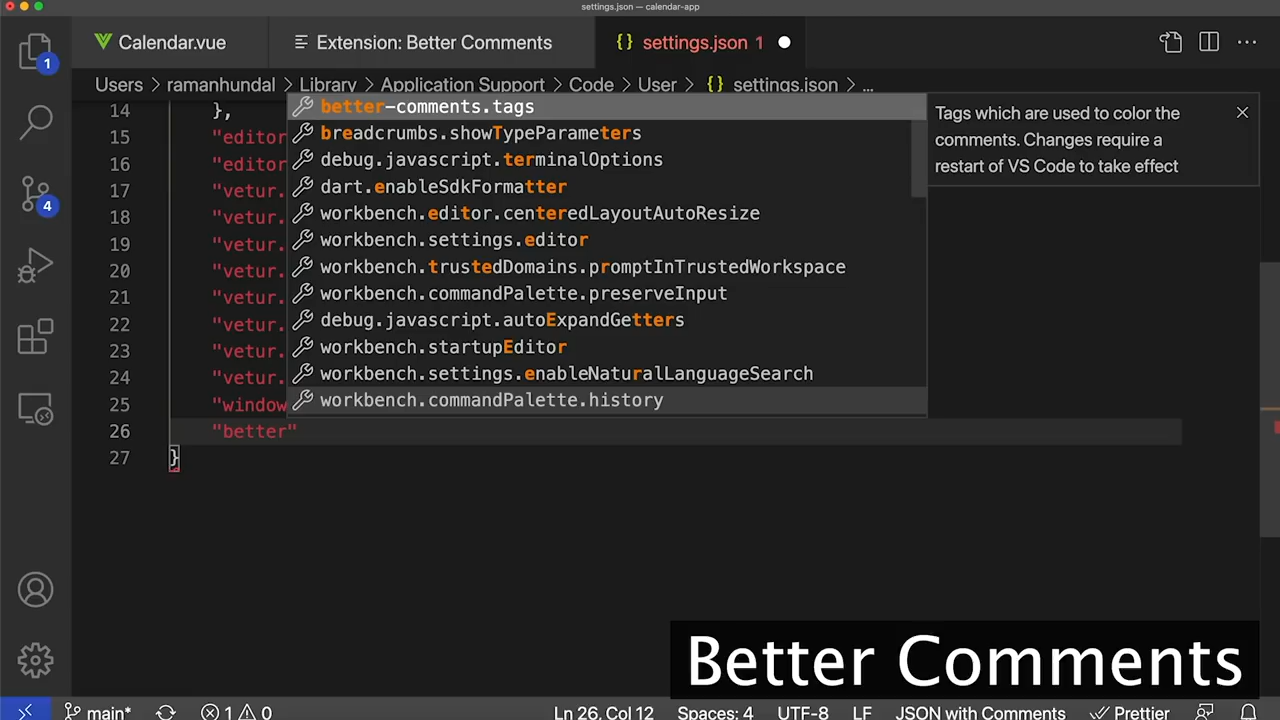 settings.json — calendar-app
Calendar.vue
Extension: Better Comments
{} settings.json 1
1
Users > ramanhundal > Library > Application Support > Code > User > {} settings.json > ...
14 },
better-comments.tags
Tags which are used to color the
comments. Changes require a
restart of VS Code to take effect
15 "editor
breadcrumbs.showTypeParameters
16 "editor
debug.javascript.terminalOptions
17 "vetur.
dart.enableSdkFormatter
4
18 "vetur.
workbench.editor.centeredLayoutAutoResize
19 "vetur.
workbench.settings.editor
20 "vetur.
workbench.trustedDomains.promptInTrustedWorkspace
21 "vetur.
workbench.commandPalette.preserveInput
22 "vetur.
debug.javascript.autoExpandGetters
23 "vetur.
workbench.startupEditor
24 "vetur.
workbench.settings.enableNaturalLanguageSearch
25 "window
workbench.commandPalette.history
26 "better"
27 }
Better Comments
main* 1 0 Ln 26, Col 12 Spaces: 4 UTF-8 LF JSON with Comments Prettier